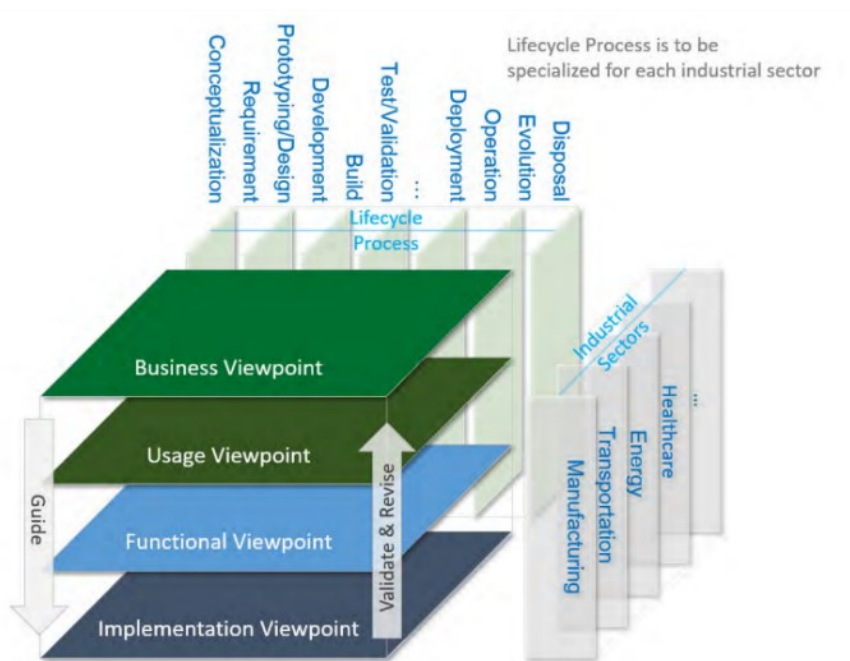 Lifecycle Process is to be
specialized for each industrial sector
Conceptualization
Requirement
Prototyping/Design
Development
Build
Test/Validation
...
Deployment
Operation
Evolution
Disposal
Lifecycle
Process
Business Viewpoint
Usage Viewpoint
Functional Viewpoint
Implementation Viewpoint
Guide
Validate & Revise
Industrial
Sectors
Manufacturing
Transportation
Energy
Healthcare
...